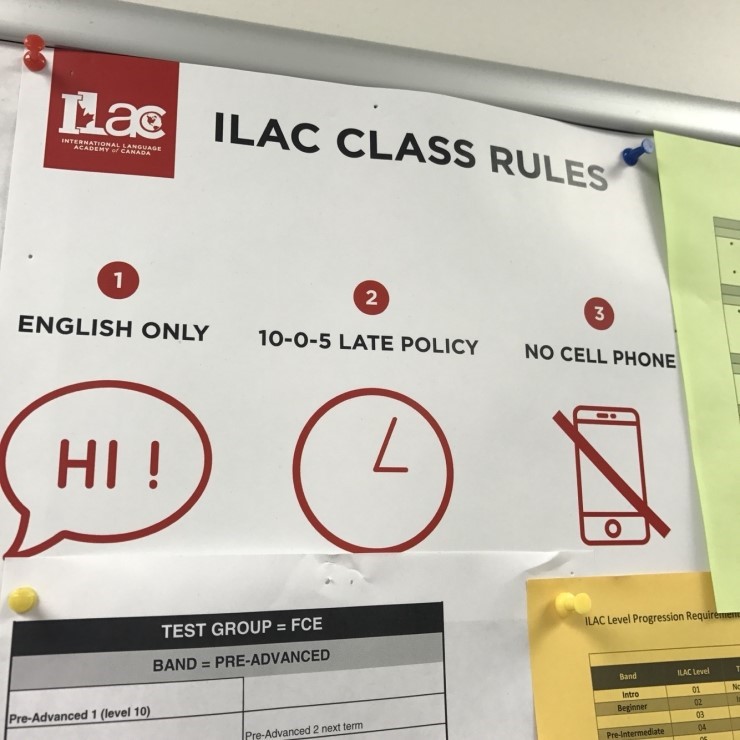 ILAC
INTERNATIONAL LANGUAGE
ACADEMY of CANADA
ILAC CLASS RULES
1
ENGLISH ONLY
2
10-0-5 LATE POLICY
3
NO CELL PHONE
HI !
TEST GROUP = FCE
BAND = PRE-ADVANCED
Pre-Advanced 1 (level 10)
Pre-Advanced 2 next term
ILAC Level Progression
Band ILAC Level
Intro 01
Beginner 02
03
Pre-Intermediate 04